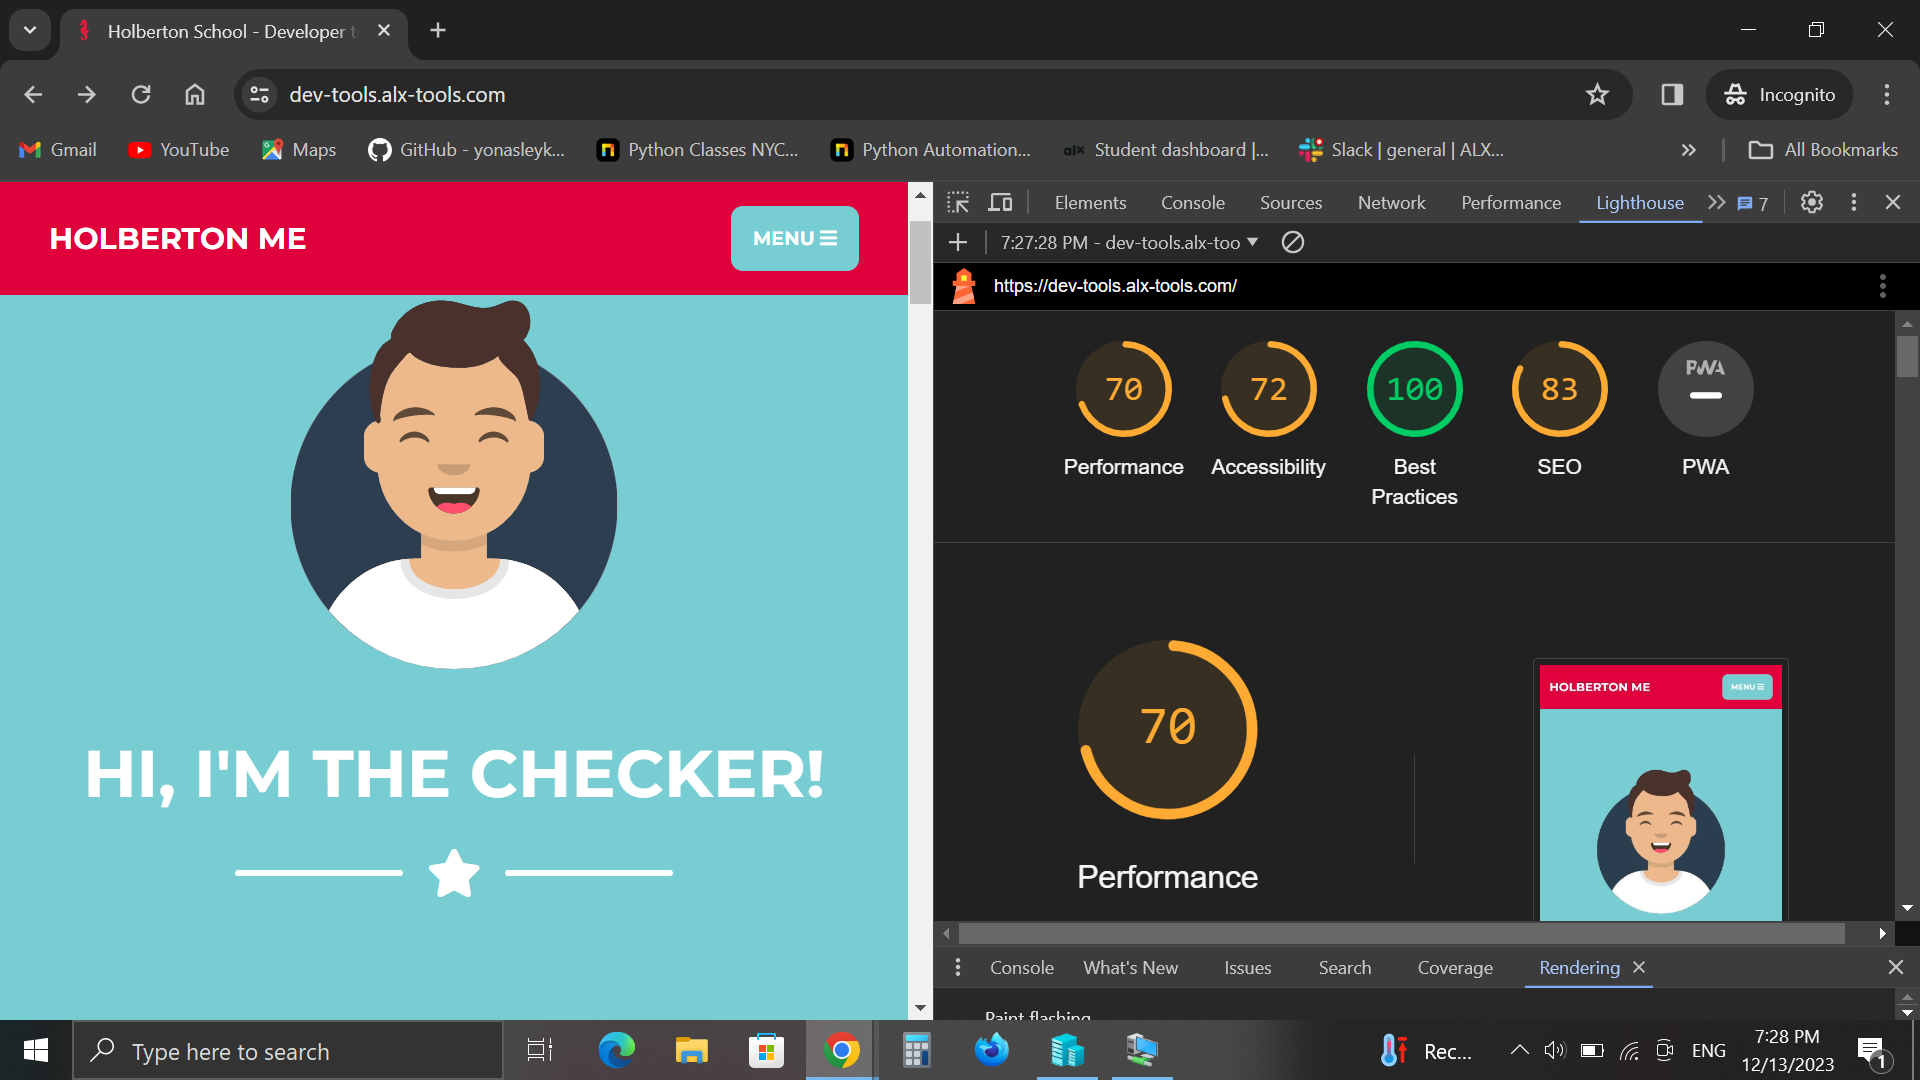 Holberton School - Developer t
dev-tools.alx-tools.com
Incognito
Gmail
YouTube
Maps
GitHub - yonasleyk...
Python Classes NYC...
Python Automation...
alx
Student dashboard |...
Slack | general | ALX...
All Bookmarks
HOLBERTON ME
MENU
HI, I'M THE CHECKER!
Elements
Console
Sources
Network
Performance
Lighthouse
7
7:27:28 PM - dev-tools.alx-too
https://dev-tools.alx-tools.com/
70
72
100
83
PWA
Performance
Accessibility
Best
Practices
SEO
PWA
70
Performance
HOLBERTON ME
MENU
Console
What's New
Issues
Search
Coverage
Rendering
Paint flashing
Type here to search
Rec...
ENG
7:28 PM
12/13/2023
1